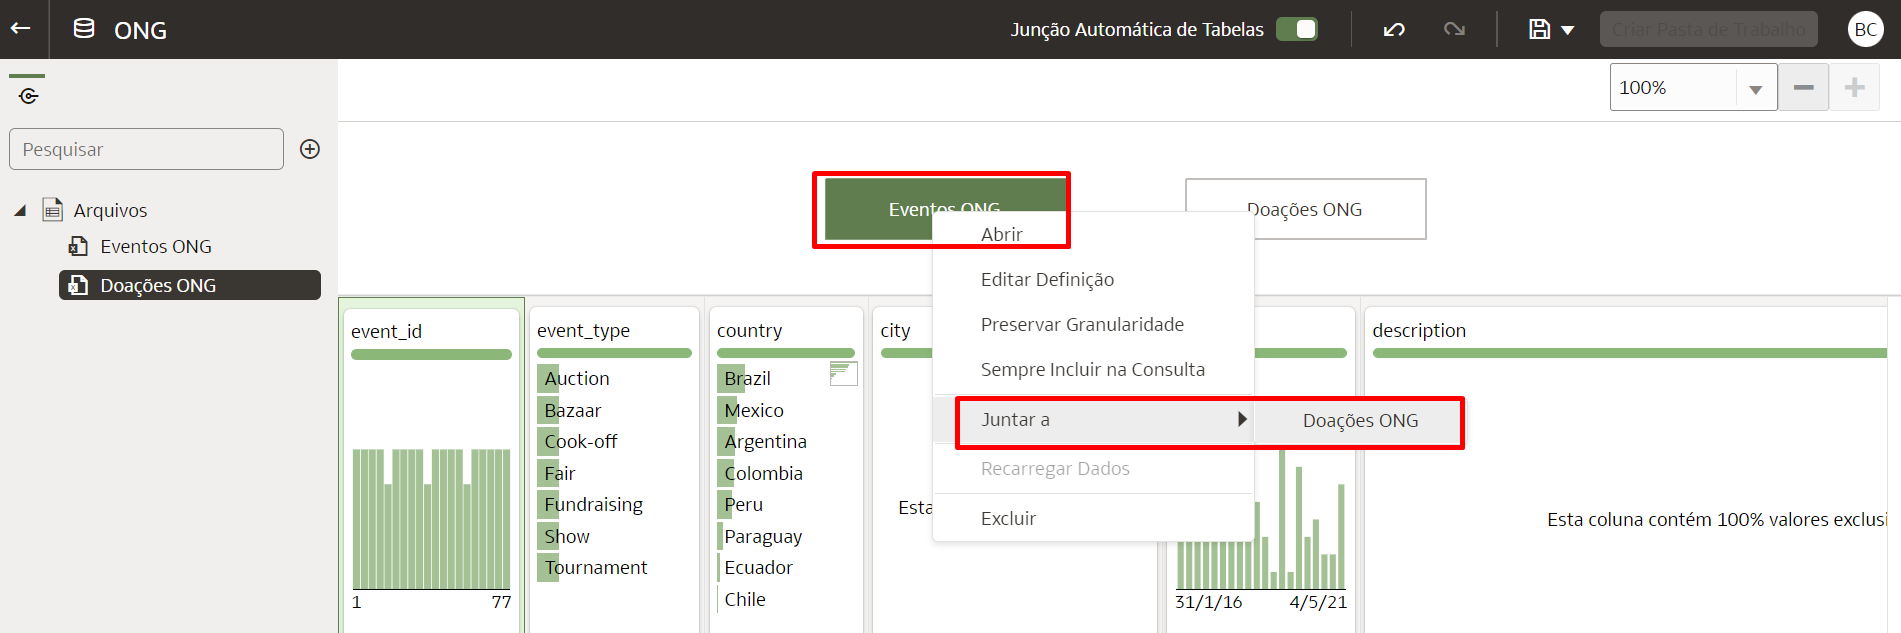 ONG
Junção Automática de Tabelas
Criar Pasta de Trabalho
BC
100%
Pesquisar
Arquivos
Eventos ONG
Doações ONG
Eventos ONG
Doações ONG
Abrir
Editar Definição
Preservar Granularidade
Sempre Incluir na Consulta
Juntar a
Doações ONG
Recarregar Dados
Excluir
event_id
1
77
event_type
Auction
Bazaar
Cook-off
Fair
Fundraising
Show
Tournament
country
Brazil
Mexico
Argentina
Colombia
Peru
Paraguay
Ecuador
Chile
city
Esta
31/1/16
4/5/21
description
Esta coluna contém 100% valores exclusi